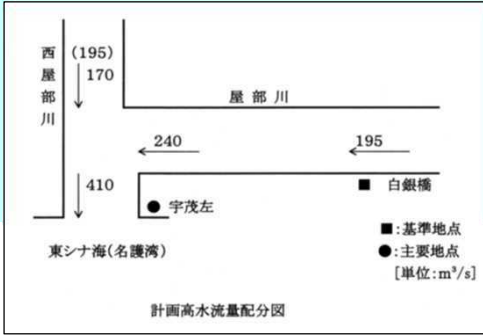 西屋部川
(195)
170
屋部川
240
195
410
白銀橋
宇茂左
東シナ海(名護湾)
■:基準地点
●:主要地点
[単位:m³/s]
計画高水流量配分図